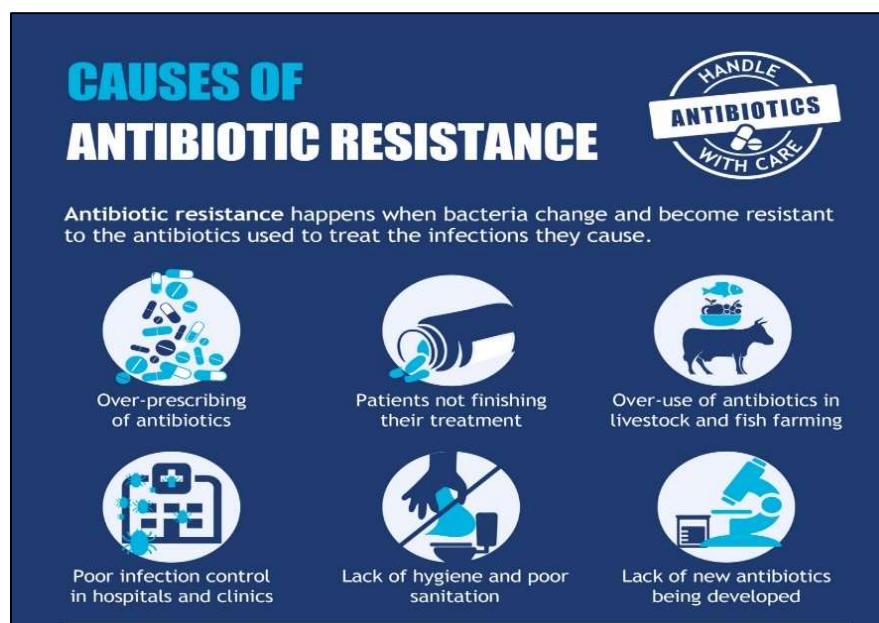 CAUSES OF
ANTIBIOTIC RESISTANCE
HANDLE
ANTIBIOTICS
WITH CARE
Antibiotic resistance happens when bacteria change and become resistant
to the antibiotics used to treat the infections they cause.
Over-prescribing
of antibiotics
Patients not finishing
their treatment
Over-use of antibiotics in
livestock and fish farming
Poor infection control
in hospitals and clinics
Lack of hygiene and poor
sanitation
Lack of new antibiotics
being developed